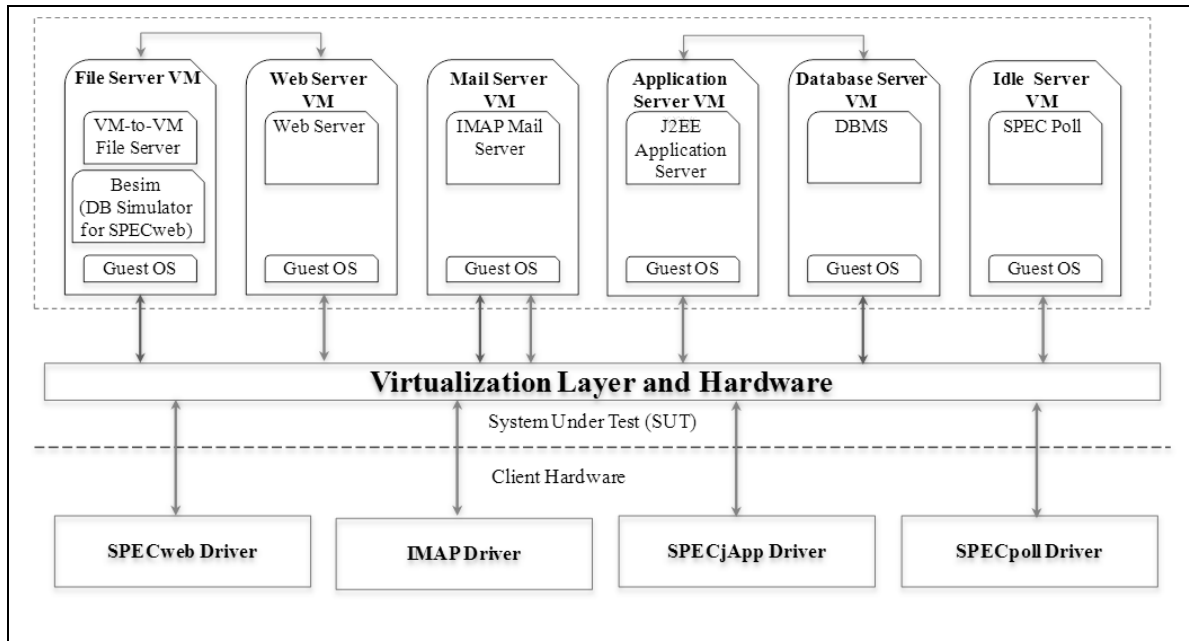 File Server VM
VM-to-VM
File Server
Besim
(DB Simulator
for SPECweb)
Guest OS
Web Server
VM
Web Server
Guest OS
Mail Server
VM
IMAP Mail
Server
Guest OS
Application
Server VM
J2EE
Application
Server
Guest OS
Database Server
VM
DBMS
Guest OS
Idle Server
VM
SPEC Poll
Guest OS
Virtualization Layer and Hardware
System Under Test (SUT)
Client Hardware
SPECweb Driver
IMAP Driver
SPECjApp Driver
SPECpoll Driver